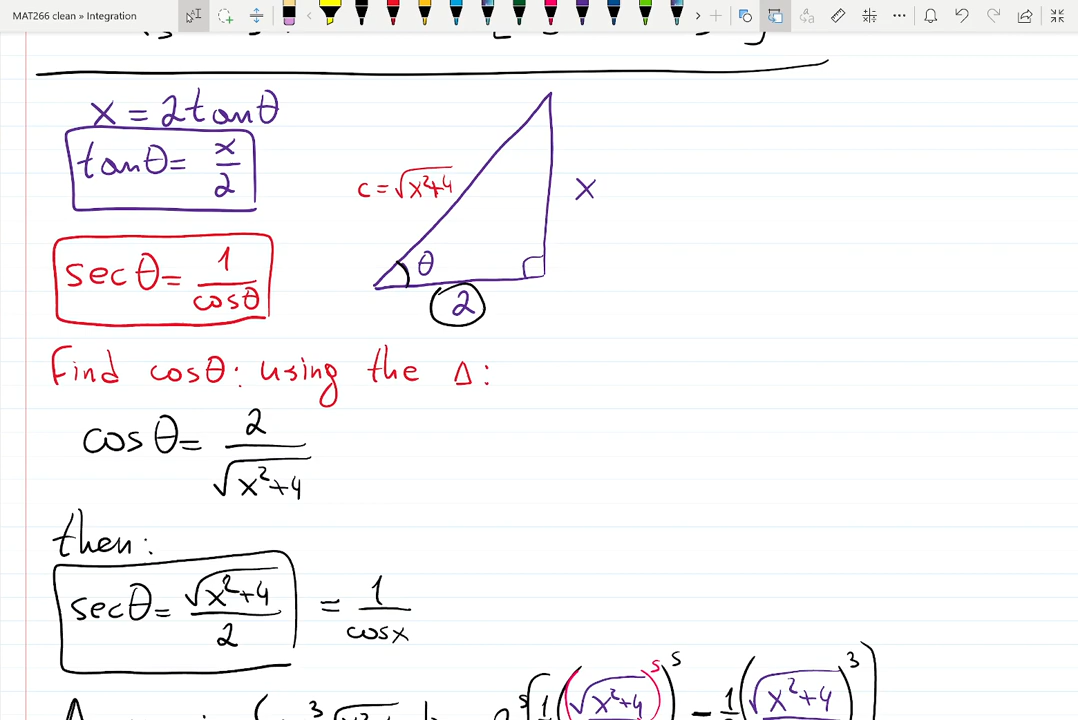 MAT266 clean » Integration
x = 2tanθ
tanθ = x/2
c = √x²+4
x
θ
2
secθ = 1/cosθ
Find cosθ: using the Δ:
cosθ = 2/√x²+4
then:
secθ = √x²+4/2 = 1/cosx